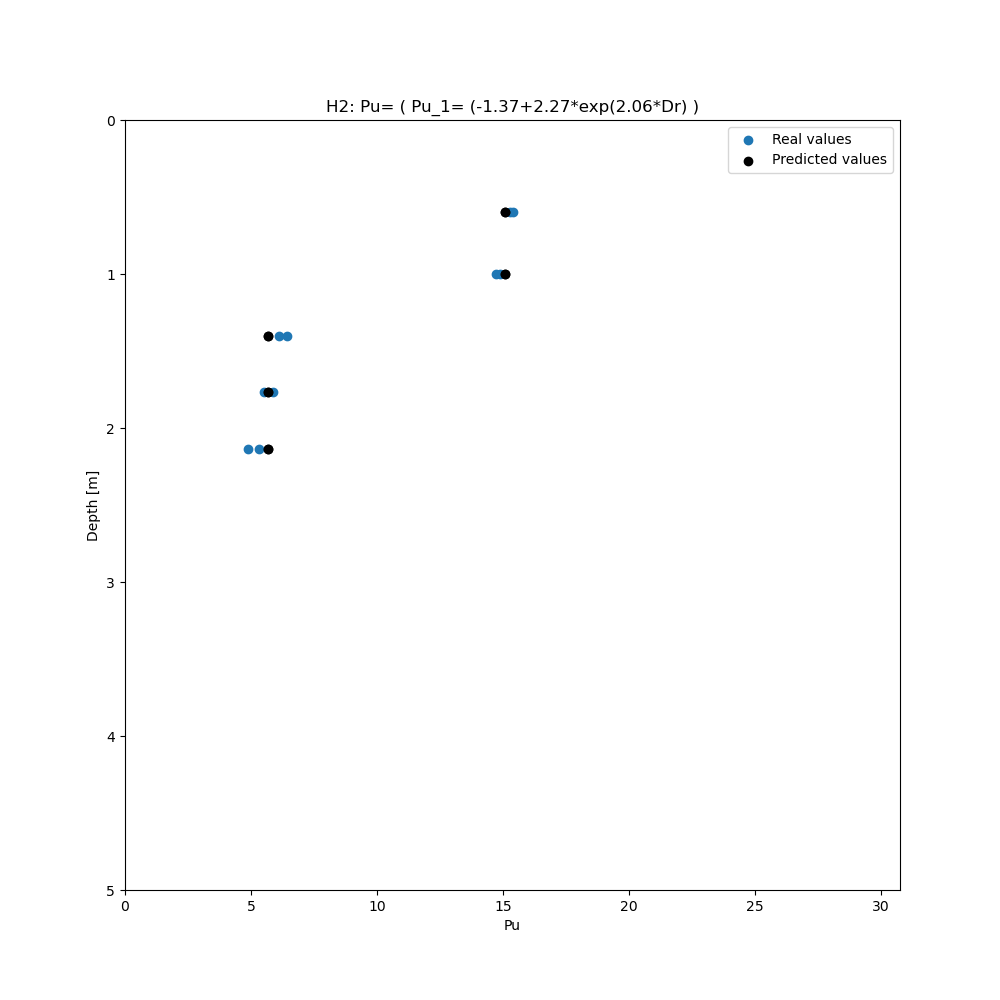 H2: Pu= ( Pu_1= (-1.37+2.27*exp(2.06*Dr) )
Real values
Predicted values
0
1
2
3
4
5
Depth [m]
0 5 10 15 20 25 30
Pu